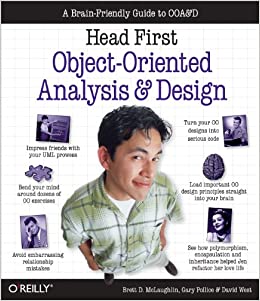 A Brain-Friendly Guide to OOA&D
Head First
Object-Oriented
Analysis & Design
Impress friends with
your UML prowess
Turn your OO
designs into
serious code
Bend your mind
around dozens of
OO exercises
Load important OO
design principles straight
into your brain
Avoid embarrassing
relationship
mistakes
See how polymorphism,
encapsulation and
inheritance helped Jen
refactor her love life
O'REILLY®
Brett D. McLaughlin, Gary Pollice & David West